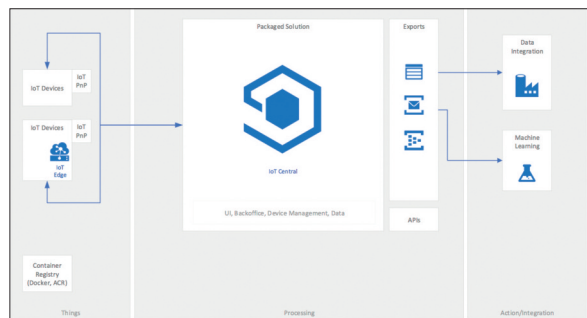 Packaged Solution
Exports
Data
Integration
IoT
PnP
IoT Devices
IoT Devices
IoT
PnP
IoT
Edge
Machine
Learning
IoT Central
UI, Backoffice, Device Management, Data
APIs
Container
Registry
(Docker, ACR)
Things
Processing
Action/Integration